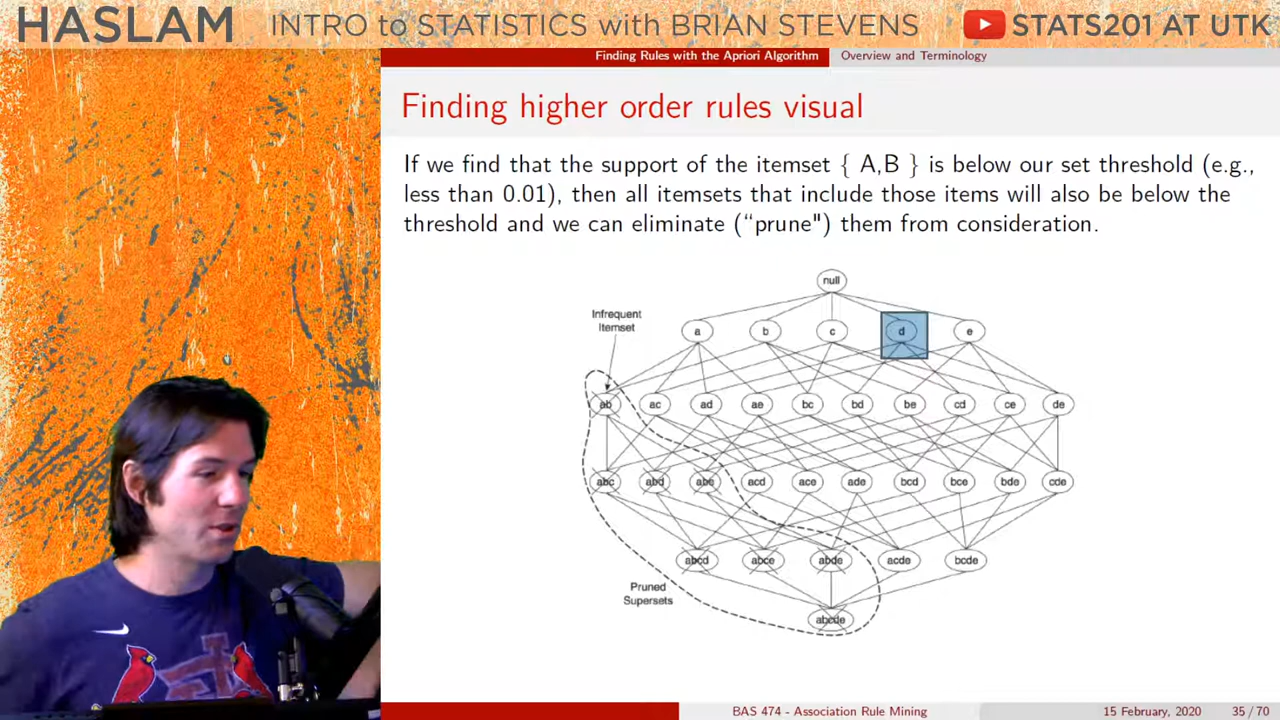 HASLAM INTRO to STATISTICS with BRIAN STEVENS STATS201 AT UTK
Finding Rules with the Apriori Algorithm Overview and Terminology
Finding higher order rules visual
If we find that the support of the itemset { A,B } is below our set threshold (e.g.,
less than 0.01), then all itemsets that include those items will also be below the
threshold and we can eliminate (“prune") them from consideration.
null
Infrequent
Itemset
a b c d e
ab ac ad ae bc bd be cd ce de
abc abd abe acd ace ade bcd bce bde cde
abcd abce abde acde bcde
Pruned
Supersets
abcde
BAS 474 - Association Rule Mining 15 February, 2020 35 / 70